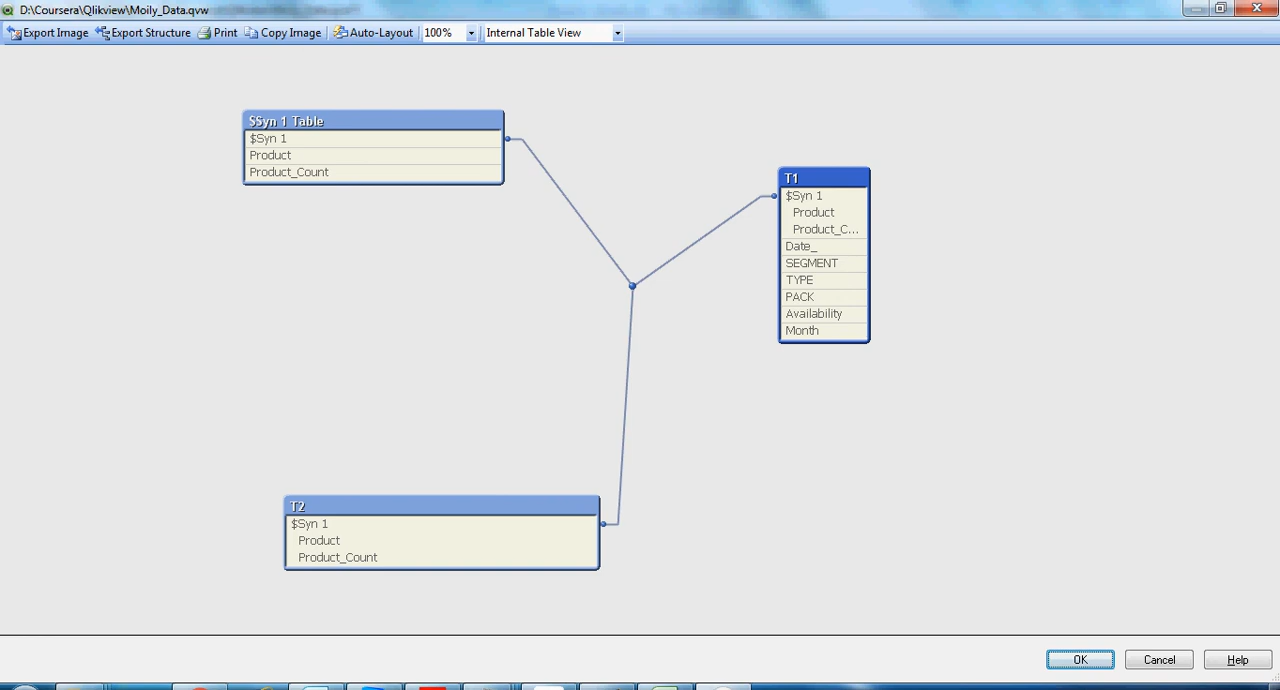 D:\Coursera\Qlikview\Moily_Data.qvw
Export Image Export Structure Print Copy Image Auto-Layout 100% Internal Table View
$Syn 1 Table
$Syn 1
Product
Product_Count
T1
$Syn 1
Product
Product_C...
Date_
SEGMENT
TYPE
PACK
Availability
Month
T2
$Syn 1
Product
Product_Count
OK Cancel Help